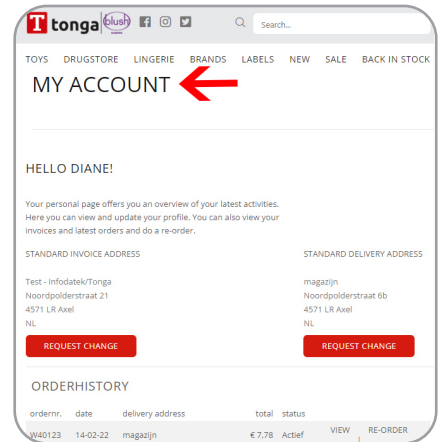 T tonga blush Search...
TOYS DRUGSTORE LINGERIE BRANDS LABELS NEW SALE BACK IN STOCK
MY ACCOUNT
HELLO DIANE!
Your personal page offers you an overview of your latest activities.
Here you can view and update your profile. You can also view your
invoices and latest orders and do a re-order.
STANDARD INVOICE ADDRESS STANDARD DELIVERY ADDRESS
Test - Infodatek/Tonga magazijn
Noordpolderstraat 21 Noordpolderstraat 6b
4571 LR Axel 4571 LR Axel
NL NL
REQUEST CHANGE REQUEST CHANGE
ORDERHISTORY
ordernr. date delivery address total status
W40123 14-02-22 magazijn € 7,78 Actief VIEW RE-ORDER